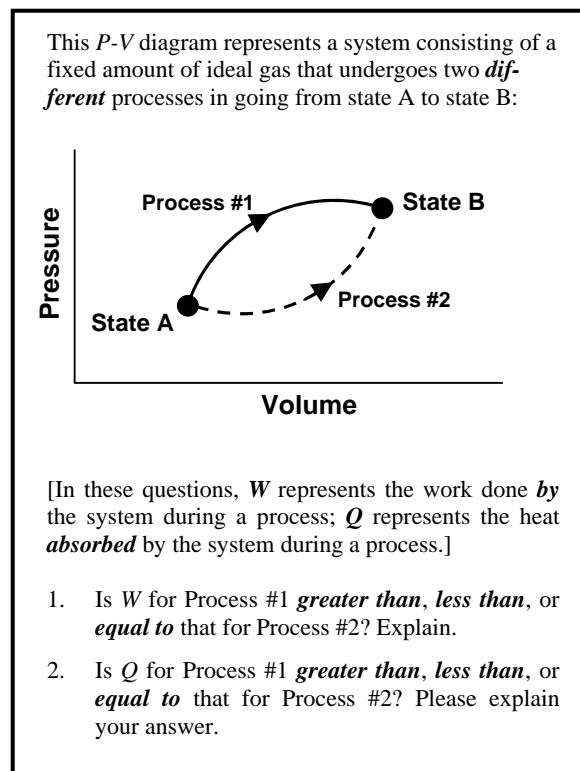 This P-V diagram represents a system consisting of a
fixed amount of ideal gas that undergoes two dif-
ferent processes in going from state A to state B:
Process #1
State B
Pressure
State A
Process #2
Volume
[In these questions, W represents the work done by
the system during a process; Q represents the heat
absorbed by the system during a process.]
1. Is W for Process #1 greater than, less than, or
equal to that for Process #2? Explain.
2. Is Q for Process #1 greater than, less than, or
equal to that for Process #2? Please explain
your answer.